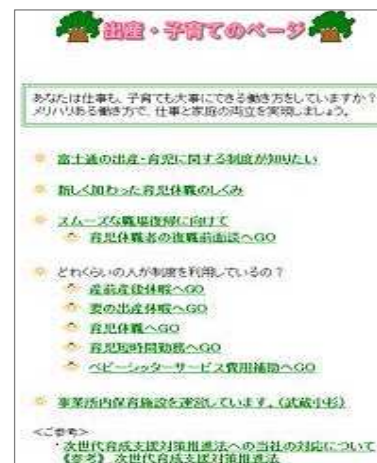 出産・子育てのページ
あなたは仕事も、子育ても大事にできる働き方をしていますか?
メリハリある働き方で、仕事と家庭の両立を実現しましょう。
富士通の出産・育児に関する制度が知りたい
新しく加わった育児休職のしくみ
スムーズな職場復帰に向けて
育児休職者の復職前面談へGO
どれくらいの人が制度を利用しているの?
産前産後休暇へGO
妻の出産休暇へGO
育児休職へGO
育児短時間勤務へGO
ベビーシッターサービス費用補助へGO
事業所内保育施設を運営しています。(武蔵小杉)
<ご参考>
・次世代育成支援対策推進法への当社の対応について
《参考》 次世代育成支援対策推進法